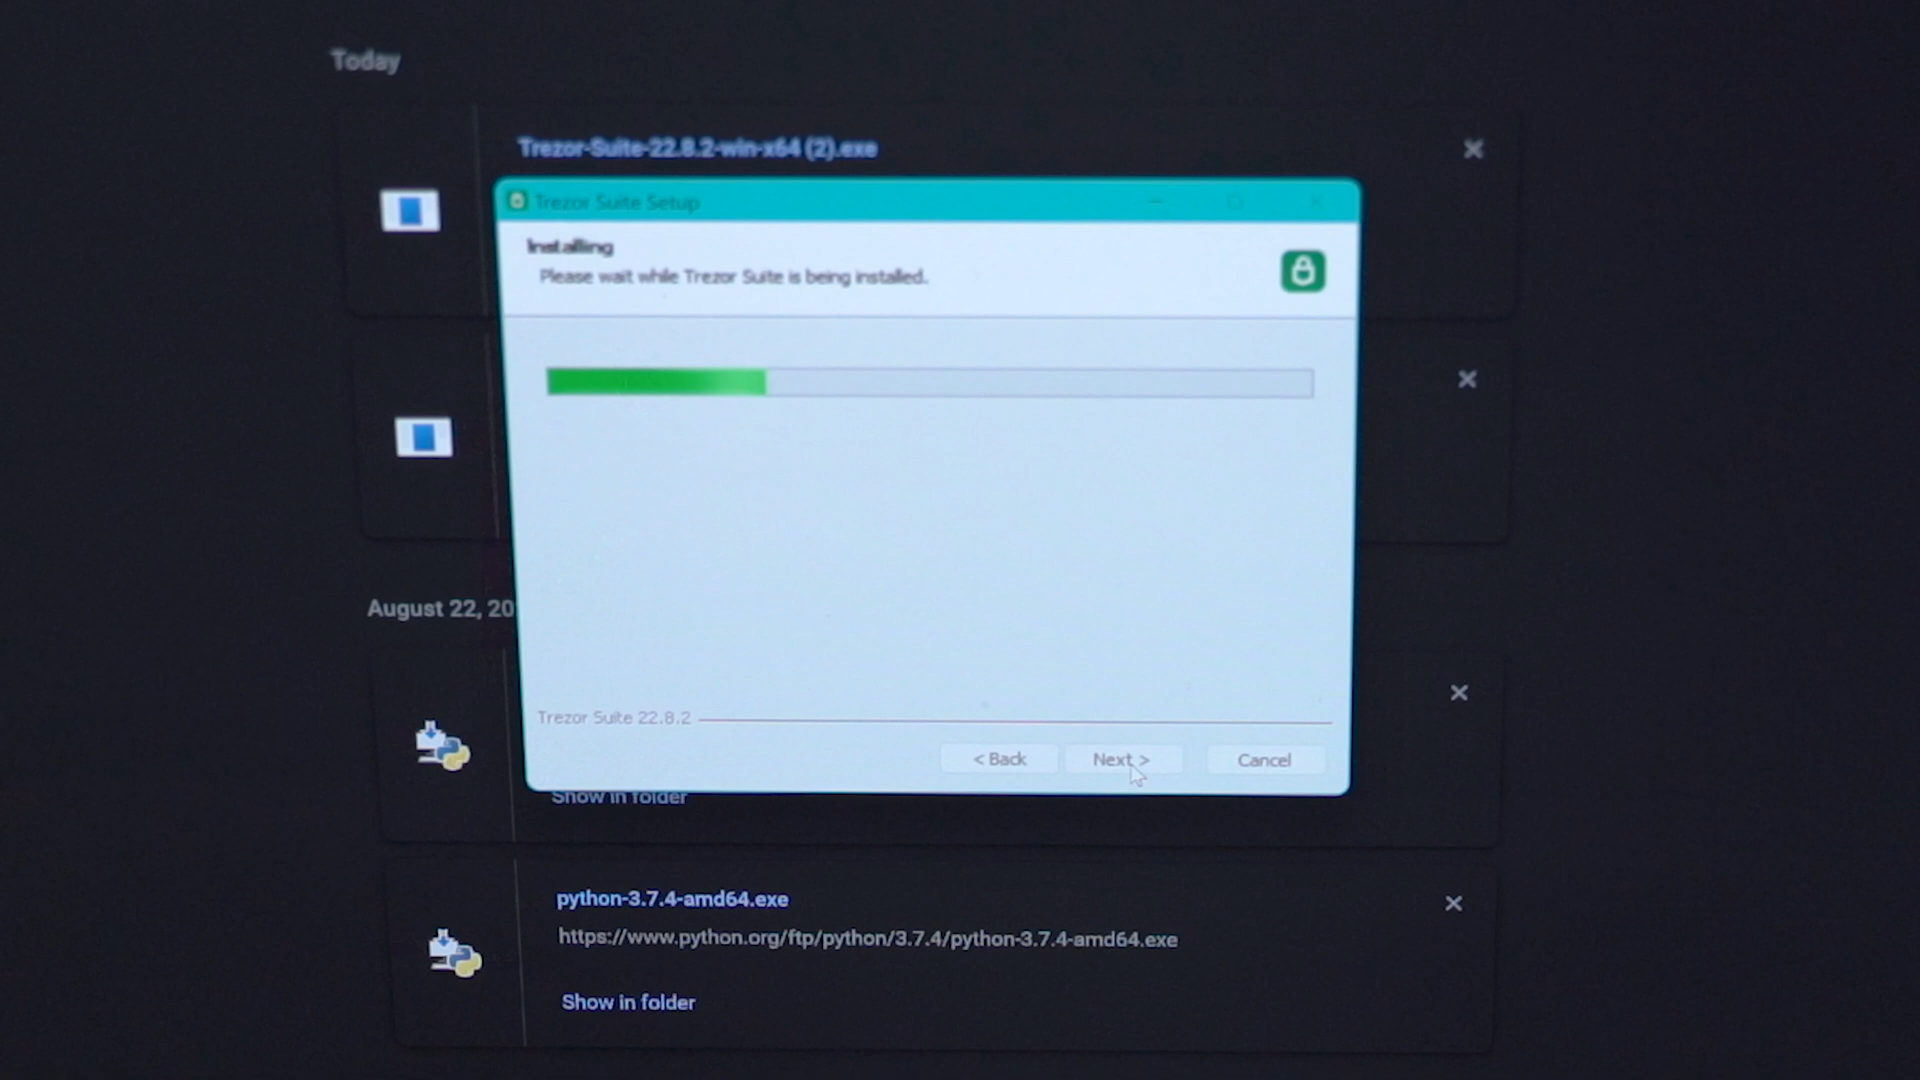 Today
Trezor-Suite-22.8.2-win-x64 (2).exe
Trezor Suite Setup
Installing
Please wait while Trezor Suite is being installed.
August 22, 20
Trezor Suite 22.8.2
< Back
Next >
Cancel
Show in folder
python-3.7.4-amd64.exe
https://www.python.org/ftp/python/3.7.4/python-3.7.4-amd64.exe
Show in folder